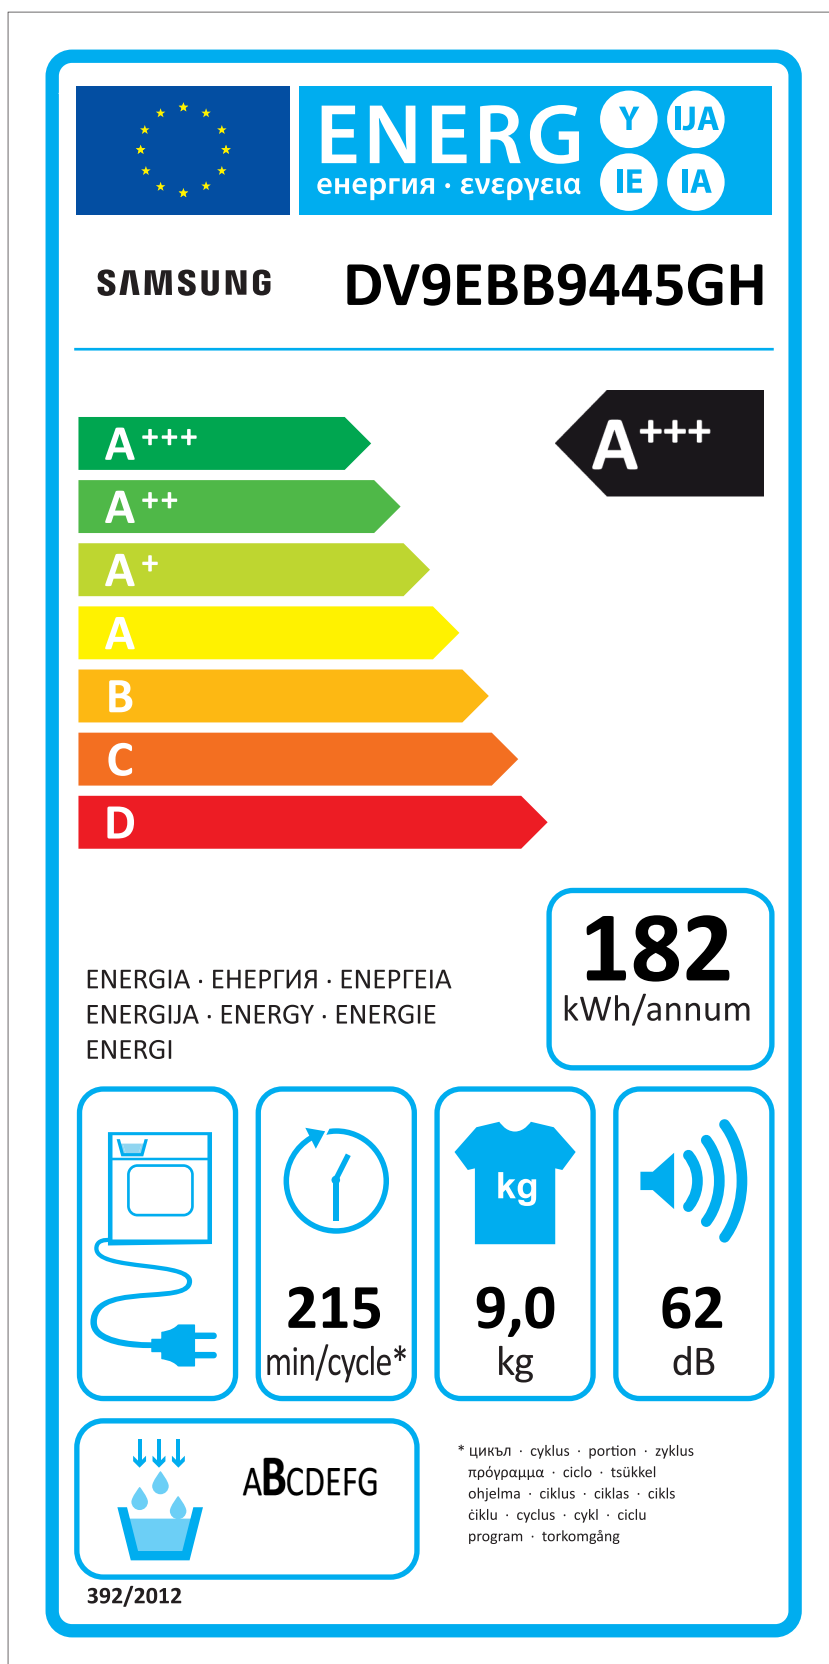 ENERG Y IJA
енергия · ενεργεια IE IA
SAMSUNG DV9EBB9445GH
A+++ A+++
A++
A+
A
B
C
D
182
kWh/annum
ENERGIA · ЕНЕРГИЯ · ΕΝΕΡΓΕΙΑ
ENERGIJA · ENERGY · ENERGIE
ENERGI
kg
215 9,0 62
min/cycle* kg dB
ABCDEFG
* цикъл · cyklus · portion · zyklus
πρόγραμμα · ciclo · tsükkel
ohjelma · ciklus · ciklas · cikls
ċiklu · cyclus · cykl · ciclu
program · torkomgång
392/2012